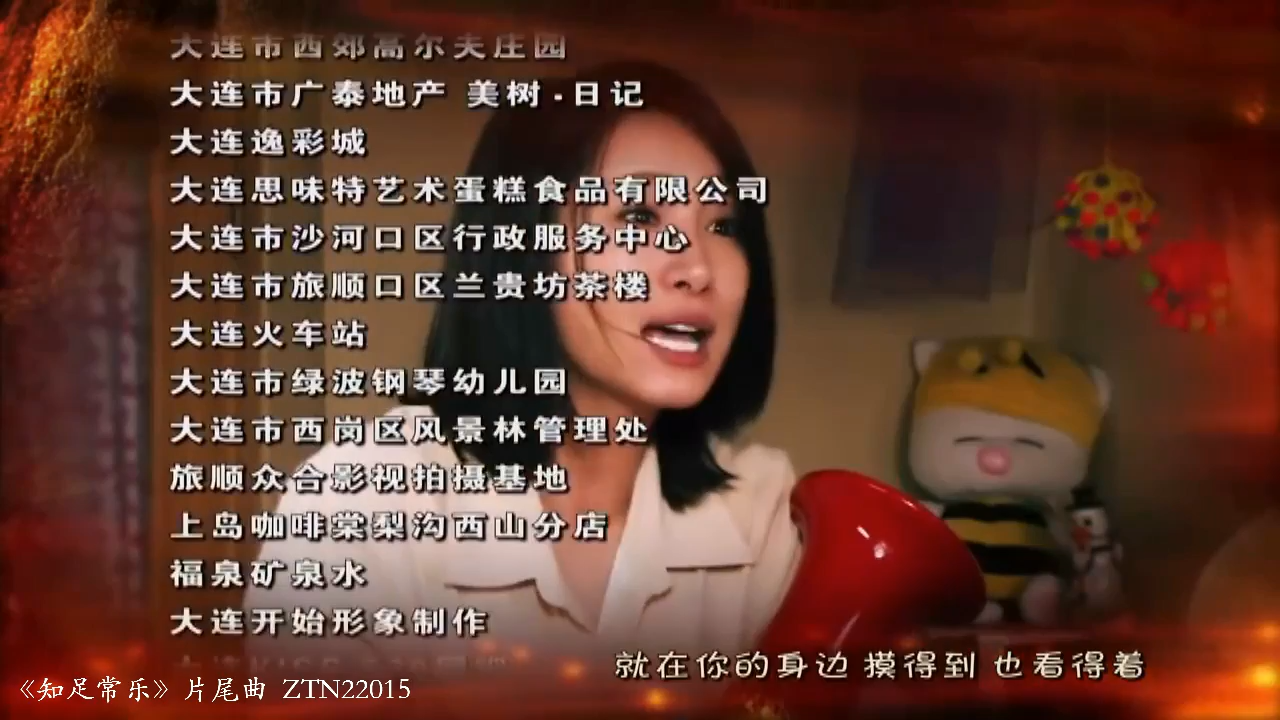 大连市西郊高尔夫庄园
大连市广泰地产 美树·日记
大连逸彩城
大连思味特艺术蛋糕食品有限公司
大连市沙河口区行政服务中心
大连市旅顺口区兰贵坊茶楼
大连火车站
大连市绿波钢琴幼儿园
大连市西岗区风景林管理处
旅顺众合影视拍摄基地
上岛咖啡棠梨沟西山分店
福泉矿泉水
大连开始形象制作
就在你的身边 摸得到 也看得着
《知足常乐》片尾曲 ZTN22015